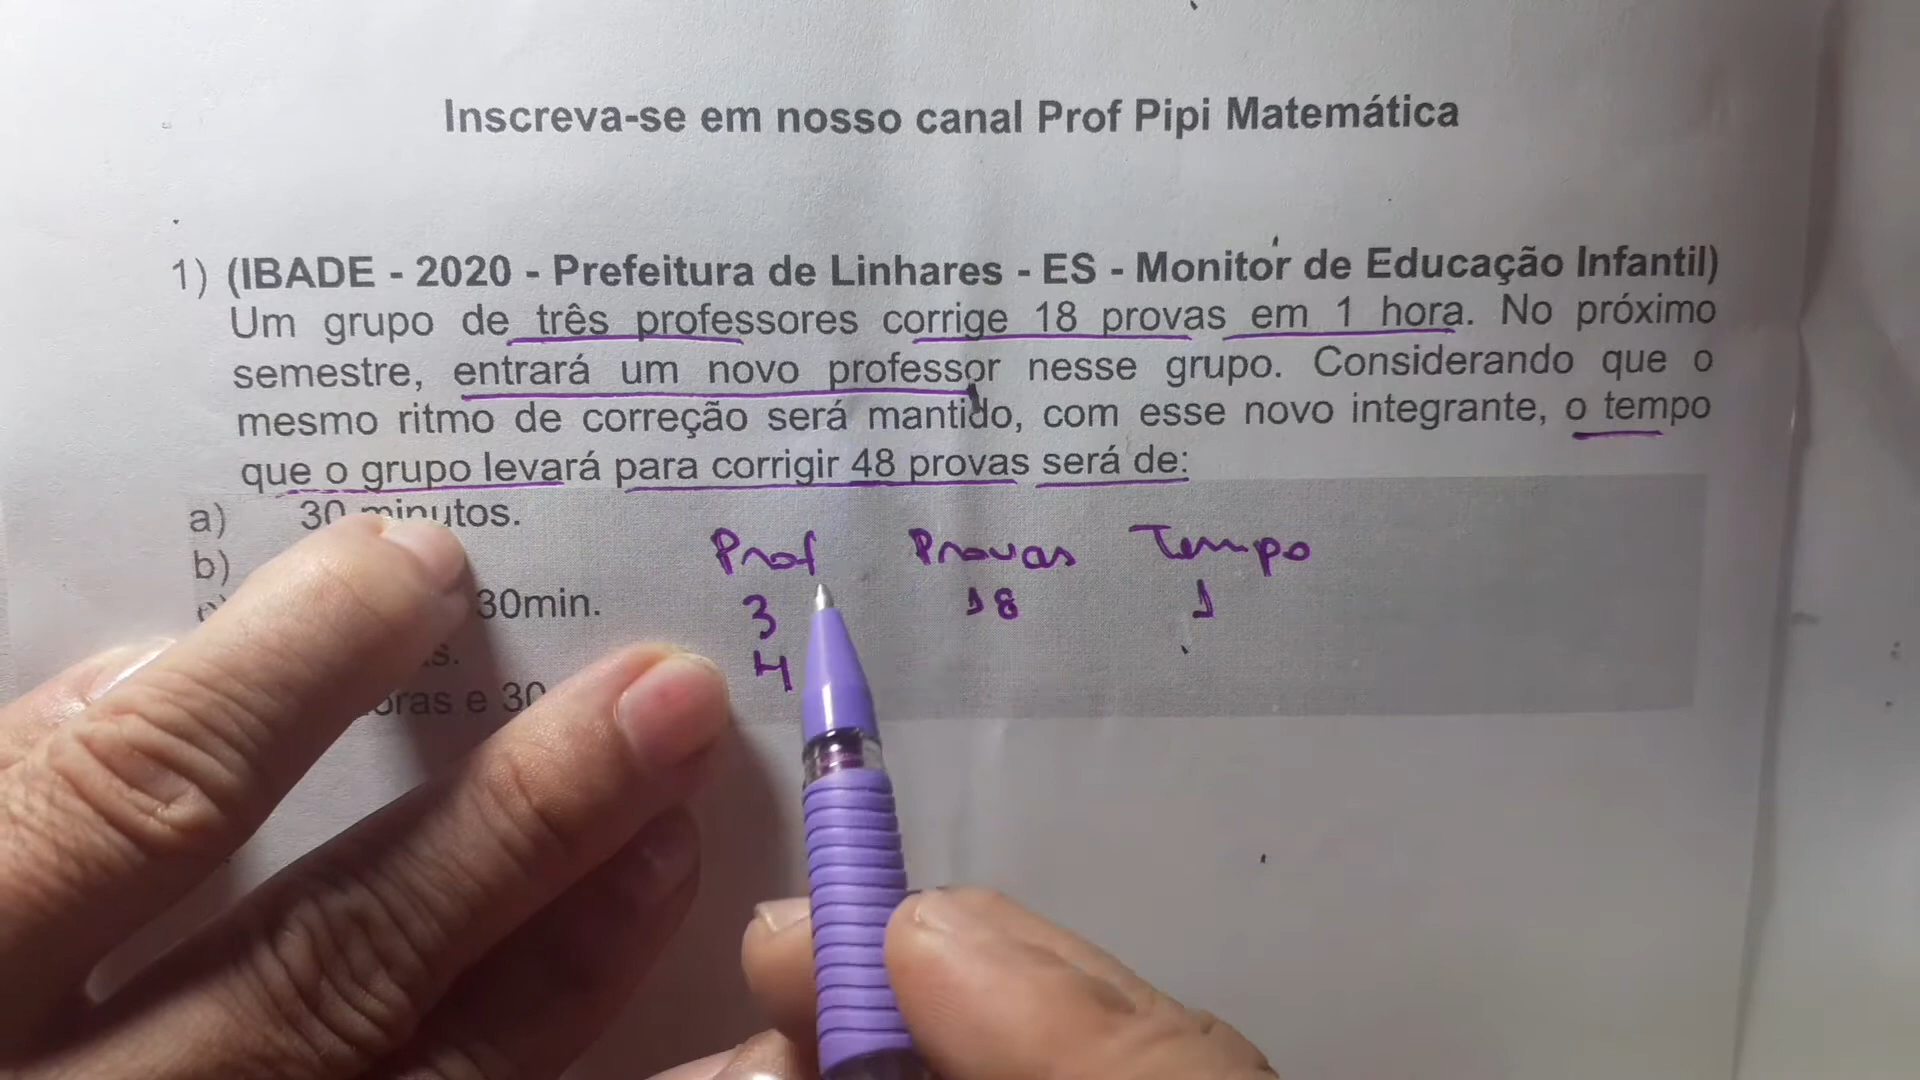 Inscreva-se em nosso canal Prof Pipi Matemática
1) (IBADE - 2020 - Prefeitura de Linhares - ES - Monitor de Educação Infantil)
Um grupo de três professores corrige 18 provas em 1 hora. No próximo
semestre, entrará um novo professor nesse grupo. Considerando que o
mesmo ritmo de correção será mantido, com esse novo integrante, o tempo
que o grupo levará para corrigir 48 provas será de:
a) 30 minutos.
b)
30min.
e 30
Prof Provas Tempo
3 18 1
4